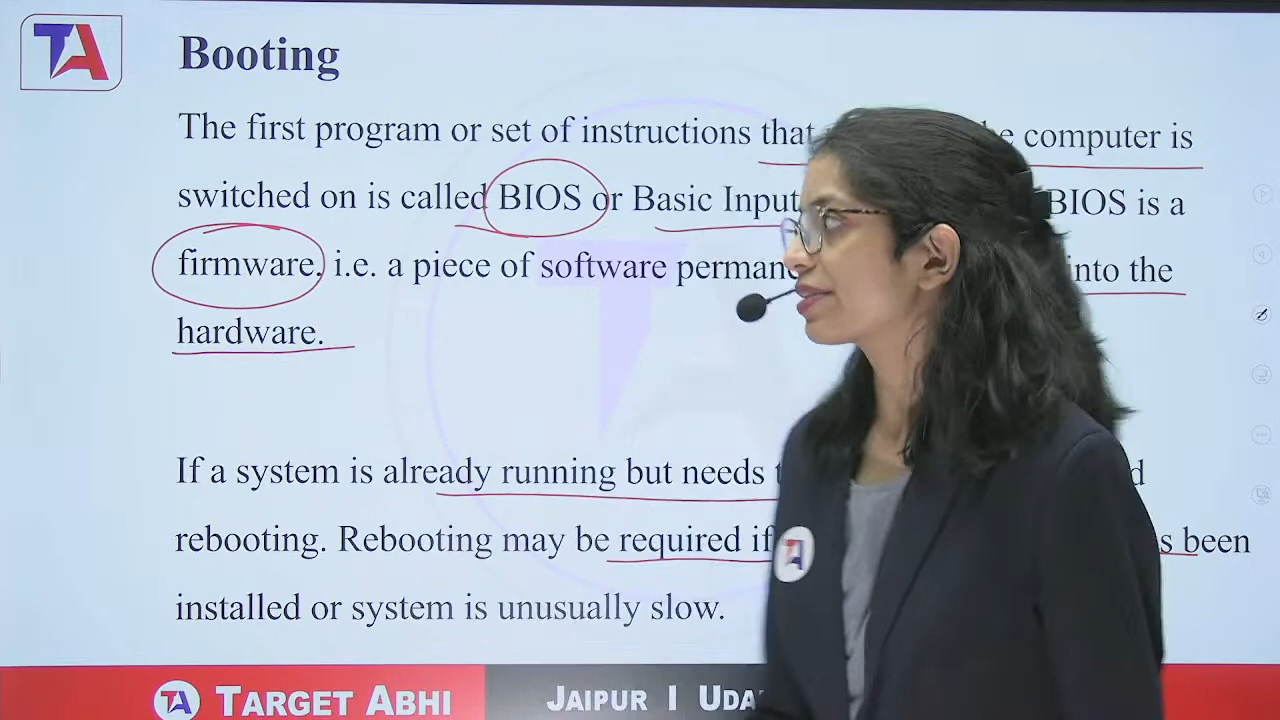 TA
Booting
The first program or set of instructions that computer is
switched on is called BIOS or Basic Input BIOS is a
firmware, i.e. a piece of software into the
hardware.
If a system is already running but needs
rebooting. Rebooting may be required if been
installed or system is unusually slow.
TA TARGET ABHI JAIPUR I